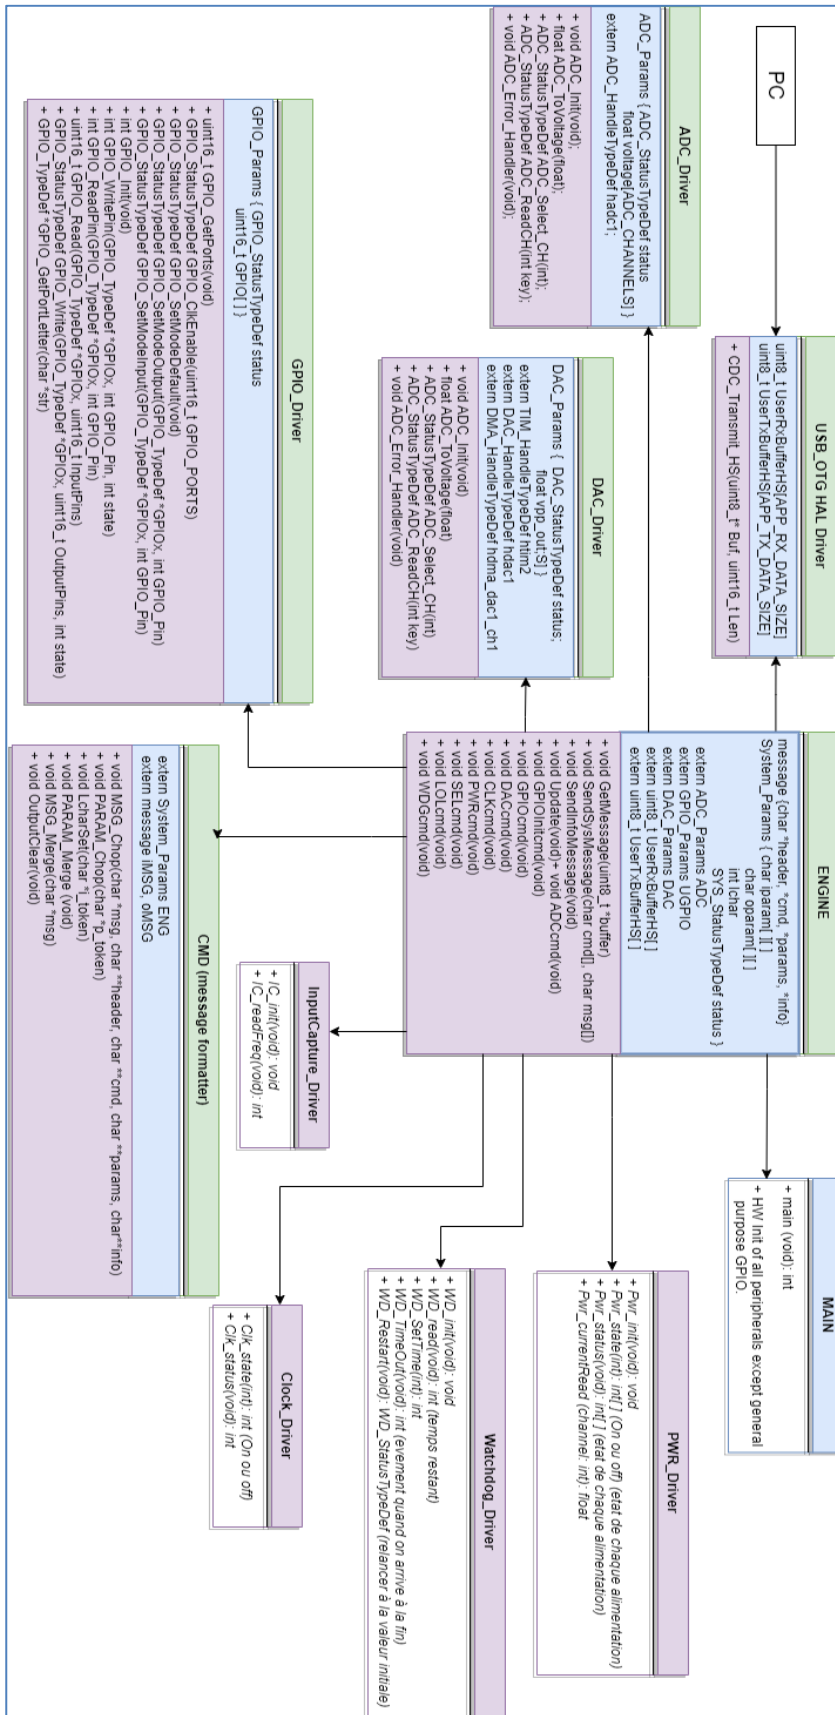 PC
USB_OTG HAL Driver
uint8_t UserRxBufferHS[APP_RX_DATA_SIZE]
uint8_t UserTxBufferHS[APP_TX_DATA_SIZE]
+ CDC_Transmit_HS(uint8_t* Buf, uint16_t Len)
ENGINE
message {char *header, *cmd, *params, *info}
System_Params { char iparam[ ][ ]
char oparam[ ][ ]
int lchar
SYS_StatusTypeDef status }
extern ADC_Params ADC
extern GPIO_Params UGPIO
extern DAC_Params DAC
extern uint8_t UserRxBufferHS[ ]
extern uint8_t UserTxBufferHS[ ]
+ void GetMessage(uint8_t *buffer)
+ void SendSysMessage(char cmd[], char msg[])
+ void SendInfoMessage(void)
+ void Update(void)+ void ADCcmd(void)
+ void GPIOInitcmd(void)
+ void GPIOcmd(void)
+ void DACcmd(void)
+ void CLKcmd(void)
+ void PWRcmd(void)
+ void SELcmd(void)
+ void LOLcmd(void)
+ void WDGcmd(void)
MAIN
+ main (void): int
+ HW Init of all peripherals except general
purpose GPIO.
ADC_Driver
ADC_Params { ADC_StatusTypeDef status
float voltage[ADC_CHANNELS] }
extern ADC_HandleTypeDef hadc1;
+ void ADC_Init(void);
+ float ADC_ToVoltage(float);
+ ADC_StatusTypeDef ADC_Select_CH(int);
+ ADC_StatusTypeDef ADC_ReadCH(int key);
+ void ADC_Error_Handler(void);
DAC_Driver
DAC_Params { DAC_StatusTypeDef status;
float vpp_out;S] }
extern TIM_HandleTypeDef htim2
extern DAC_HandleTypeDef hdac1
extern DMA_HandleTypeDef hdma_dac1_ch1
+ void ADC_Init(void)
+ float ADC_ToVoltage(float)
+ ADC_StatusTypeDef ADC_Select_CH(int)
+ ADC_StatusTypeDef ADC_ReadCH(int key)
+ void ADC_Error_Handler(void)
PWR_Driver
+ Pwr_init(void): void
+ Pwr_state(int): int[ ] (On ou off) (etat de chaque alimentation)
+ Pwr_status(void): int[ ] (etat de chaque alimentation)
+ Pwr_currentRead (channel: int): float
Watchdog_Driver
+ WD_init(void): void
+ WD_read(void): int (temps restant)
+ WD_SetTime(int): int
+ WD_TimeOut(void): int (evement quand on arrive à la fin)
+ WD_Restart(void): WD_StatusTypeDef (relancer à la valeur initiale)
GPIO_Driver
GPIO_Params { GPIO_StatusTypeDef status
uint16_t GPIO[ ] }
+ uint16_t GPIO_GetPorts(void)
+ GPIO_StatusTypeDef GPIO_ClkEnable(uint16_t GPIO_PORTS)
+ GPIO_StatusTypeDef GPIO_SetModeDefault(void)
+ GPIO_StatusTypeDef GPIO_SetModeOutput(GPIO_TypeDef *GPIOx, int GPIO_Pin)
+ GPIO_StatusTypeDef GPIO_SetModeInput(GPIO_TypeDef *GPIOx, int GPIO_Pin)
+ int GPIO_Init(void)
+ int GPIO_WritePin(GPIO_TypeDef *GPIOx, int GPIO_Pin, int state)
+ int GPIO_ReadPin(GPIO_TypeDef *GPIOx, int GPIO_Pin)
+ uint16_t GPIO_Read(GPIO_TypeDef *GPIOx, uint16_t InputPins)
+ GPIO_StatusTypeDef GPIO_Write(GPIO_TypeDef *GPIOx, uint16_t OutputPins, int state)
+ GPIO_TypeDef *GPIO_GetPortLetter(char *str)
InputCapture_Driver
+ IC_init(void): void
+ IC_readFreq(void): int
Clock_Driver
+ Clk_state(int): int (On ou off)
+ Clk_status(void): int
CMD (message formatter)
extern System_Params ENG
extern message iMSG, oMSG
+ void MSG_Chop(char *msg, char **header, char **cmd, char **params, char**info)
+ void PARAM_Chop(char *p_token)
+ void LcharSet(char *i_token)
+ void PARAM_Merge (void)
+ void MSG_Merge(char *msg)
+ void OutputClear(void)